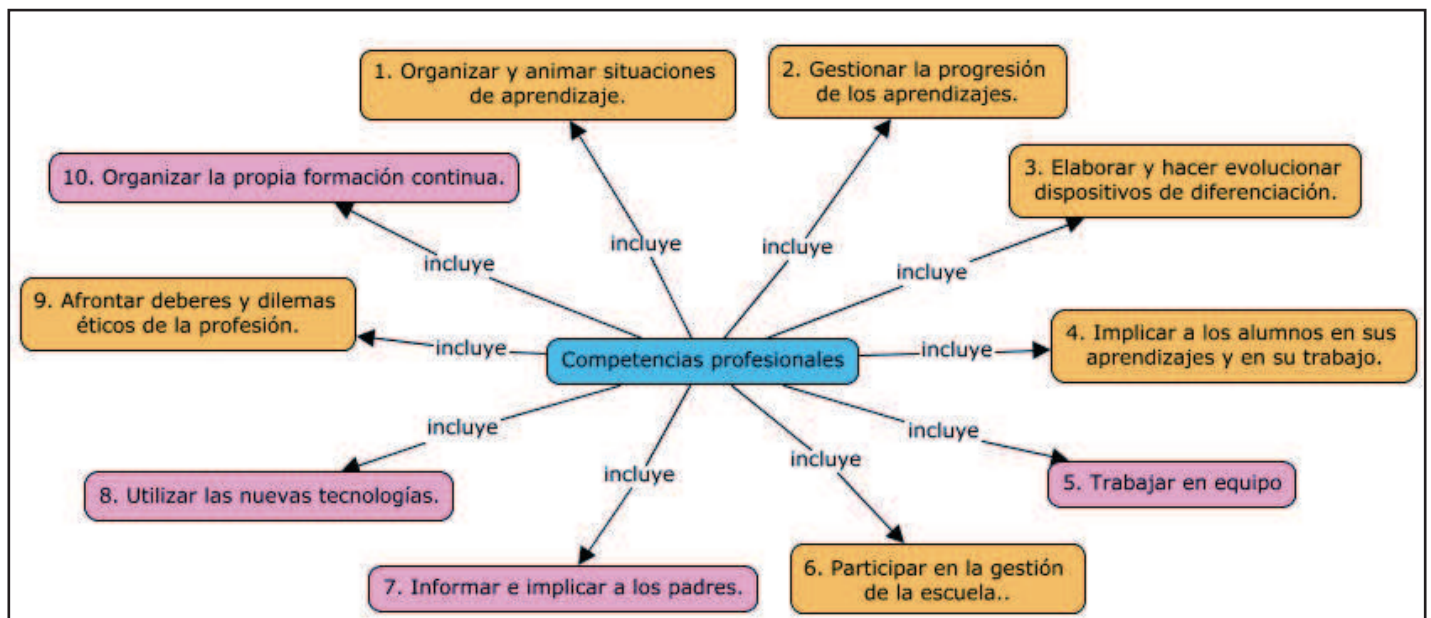 1. Organizar y animar situaciones
de aprendizaje.
2. Gestionar la progresión
de los aprendizajes.
10. Organizar la propia formación continua.
3. Elaborar y hacer evolucionar
dispositivos de diferenciación.
incluye
incluye
incluye
incluye
9. Afrontar deberes y dilemas
éticos de la profesión.
incluye
Competencias profesionales
incluye
4. Implicar a los alumnos en sus
aprendizajes y en su trabajo.
incluye
incluye
incluye
incluye
8. Utilizar las nuevas tecnologías.
5. Trabajar en equipo
7. Informar e implicar a los padres.
6. Participar en la gestión
de la escuela..